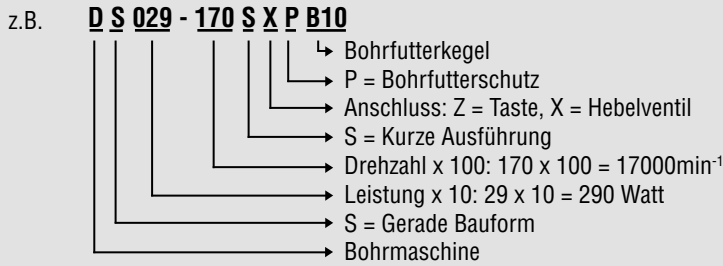 z.B. D S 029 - 170 S X P B10
Bohrfutterkegel
P = Bohrfutterschutz
Anschluss: Z = Taste, X = Hebelventil
S = Kurze Ausführung
Drehzahl x 100: 170 x 100 = 17000min⁻¹
Leistung x 10: 29 x 10 = 290 Watt
S = Gerade Bauform
Bohrmaschine